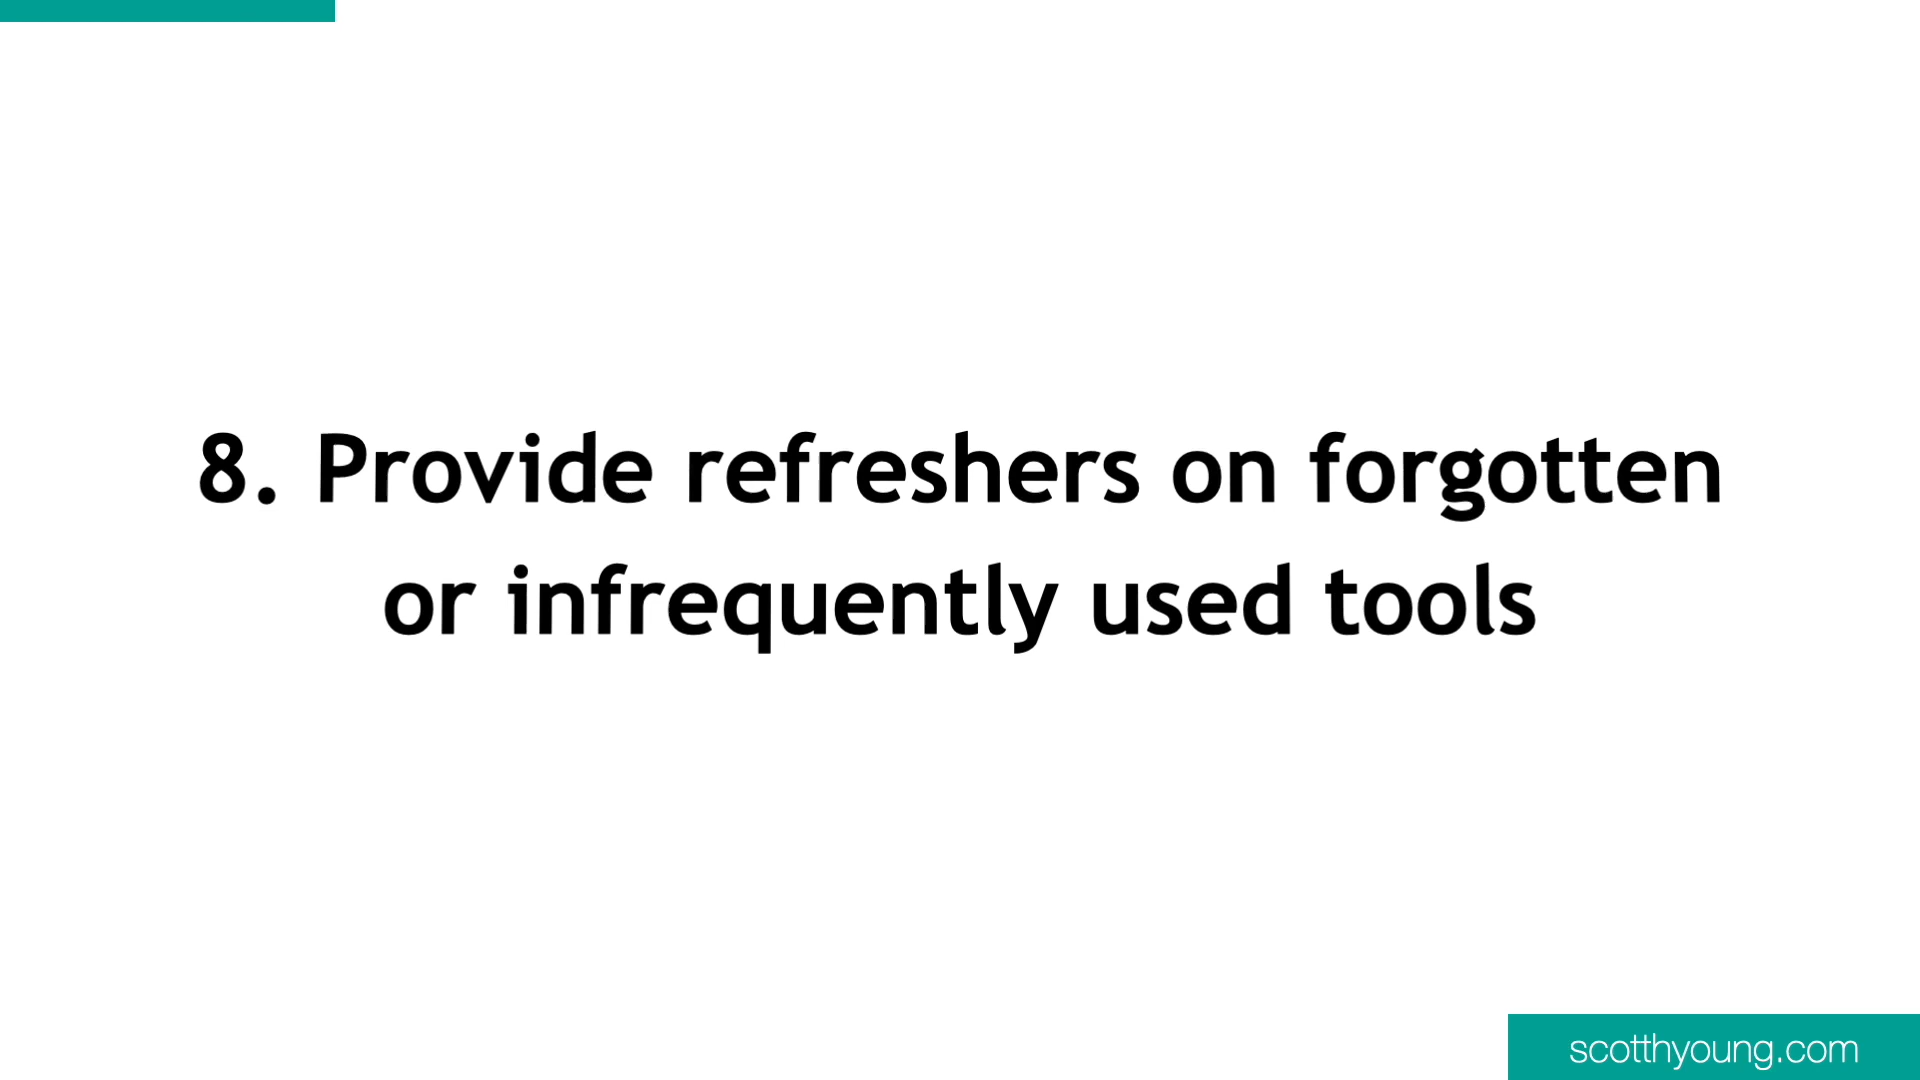 8. Provide refreshers on forgotten
or infrequently used tools
scotthyoung.com